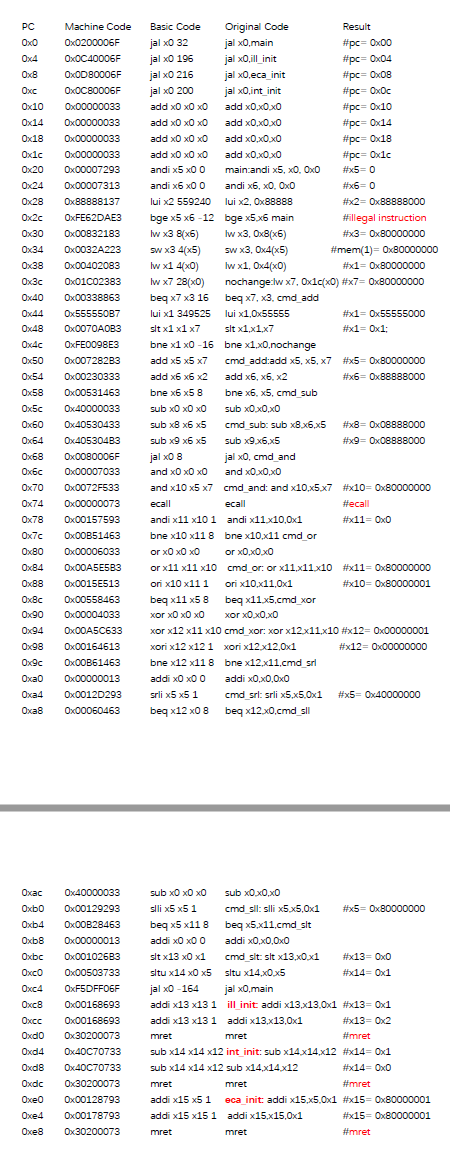 PC Machine Code Basic Code Original Code Result
0x0 0x0200006F jal x0 32 jal x0,main #pc= 0x00
0x4 0x0C40006F jal x0 196 jal x0,ill_init #pc= 0x04
0x8 0x0D80006F jal x0 216 jal x0,eca_init #pc= 0x08
0xc 0x0C80006F jal x0 200 jal x0,int_init #pc= 0x0c
0x10 0x00000033 add x0 x0 x0 add x0,x0,x0 #pc= 0x10
0x14 0x00000033 add x0 x0 x0 add x0,x0,x0 #pc= 0x14
0x18 0x00000033 add x0 x0 x0 add x0,x0,x0 #pc= 0x18
0x1c 0x00000033 add x0 x0 x0 add x0,x0,x0 #pc= 0x1c
0x20 0x00007293 andi x5 x0 0 main:andi x5, x0, 0x0 #x5= 0
0x24 0x00007313 andi x6 x0 0 andi x6, x0, 0x0 #x6= 0
0x28 0x88888137 lui x2 559240 lui x2, 0x88888 #x2= 0x88888000
0x2c 0xFE62DAE3 bge x5 x6 -12 bge x5,x6 main #illegal instruction
0x30 0x00832183 lw x3 8(x6) lw x3, 0x8(x6) #x3= 0x80000000
0x34 0x0032A223 sw x3 4(x5) sw x3, 0x4(x5) #mem(1)= 0x80000000
0x38 0x00402083 lw x1 4(x0) lw x1, 0x4(x0) #x1= 0x80000000
0x3c 0x01C02383 lw x7 28(x0) nochange:lw x7, 0x1c(x0) #x7= 0x80000000
0x40 0x00338863 beq x7 x3 16 beq x7, x3, cmd_add
0x44 0x555550B7 lui x1 349525 lui x1,0x55555 #x1= 0x55555000
0x48 0x0070A0B3 slt x1 x1 x7 slt x1,x1,x7 #x1= 0x1;
0x4c 0xFE0098E3 bne x1 x0 -16 bne x1,x0,nochange
0x50 0x007282B3 add x5 x5 x7 cmd_add:add x5, x5, x7 #x5= 0x80000000
0x54 0x00230333 add x6 x6 x2 add x6, x6, x2 #x6= 0x88888000
0x58 0x00531463 bne x6 x5 8 bne x6, x5, cmd_sub
0x5c 0x40000033 sub x0 x0 x0 sub x0,x0,x0
0x60 0x40530433 sub x8 x6 x5 cmd_sub: sub x8,x6,x5 #x8= 0x08888000
0x64 0x405304B3 sub x9 x6 x5 sub x9,x6,x5 #x9= 0x08888000
0x68 0x0080006F jal x0 8 jal x0, cmd_and
0x6c 0x00007033 and x0 x0 x0 and x0,x0,x0
0x70 0x0072F533 and x10 x5 x7 cmd_and: and x10,x5,x7 #x10= 0x80000000
0x74 0x00000073 ecall ecall #ecall
0x78 0x00157593 andi x11 x10 1 andi x11,x10,0x1 #x11= 0x0
0x7c 0x00B51463 bne x10 x11 8 bne x10,x11 cmd_or
0x80 0x00006033 or x0 x0 x0 or x0,x0,x0
0x84 0x00A5E5B3 or x11 x11 x10 cmd_or: or x11,x11,x10 #x11= 0x80000000
0x88 0x0015E513 ori x10 x11 1 ori x10,x11,0x1 #x10= 0x80000001
0x8c 0x00558463 beq x11 x5 8 beq x11,x5,cmd_xor
0x90 0x00004033 xor x0 x0 x0 xor x0,x0,x0
0x94 0x00A5C633 xor x12 x11 x10 cmd_xor: xor x12,x11,x10 #x12= 0x00000001
0x98 0x00164613 xori x12 x12 1 xori x12,x12,0x1 #x12= 0x00000000
0x9c 0x00B61463 bne x12 x11 8 bne x12,x11,cmd_srl
0xa0 0x00000013 addi x0 x0 0 addi x0,x0,0x0
0xa4 0x0012D293 srli x5 x5 1 cmd_srl: srli x5,x5,0x1 #x5= 0x40000000
0xa8 0x00060463 beq x12 x0 8 beq x12,x0,cmd_sll
0xac 0x40000033 sub x0 x0 x0 sub x0,x0,x0
0xb0 0x00129293 slli x5 x5 1 cmd_sll: slli x5,x5,0x1 #x5= 0x80000000
0xb4 0x00B28463 beq x5 x11 8 beq x5,x11,cmd_slt
0xb8 0x00000013 addi x0 x0 0 addi x0,x0,0x0
0xbc 0x001026B3 slt x13 x0 x1 cmd_slt: slt x13,x0,x1 #x13= 0x0
0xc0 0x00503733 sltu x14 x0 x5 sltu x14,x0,x5 #x14= 0x1
0xc4 0xF5DFF06F jal x0 -164 jal x0,main
0xc8 0x00168693 addi x13 x13 1 ill_init: addi x13,x13,0x1 #x13= 0x1
0xcc 0x00168693 addi x13 x13 1 addi x13,x13,0x1 #x13= 0x2
0xd0 0x30200073 mret mret #mret
0xd4 0x40C70733 sub x14 x14 x12 int_init: sub x14,x14,x12 #x14= 0x1
0xd8 0x40C70733 sub x14 x14 x12 sub x14,x14,x12 #x14= 0x0
0xdc 0x30200073 mret mret #mret
0xe0 0x00128793 addi x15 x5 1 eca_init: addi x15,x5,0x1 #x15= 0x80000001
0xe4 0x00178793 addi x15 x15 1 addi x15,x15,0x1 #x15= 0x80000001
0xe8 0x30200073 mret mret #mret